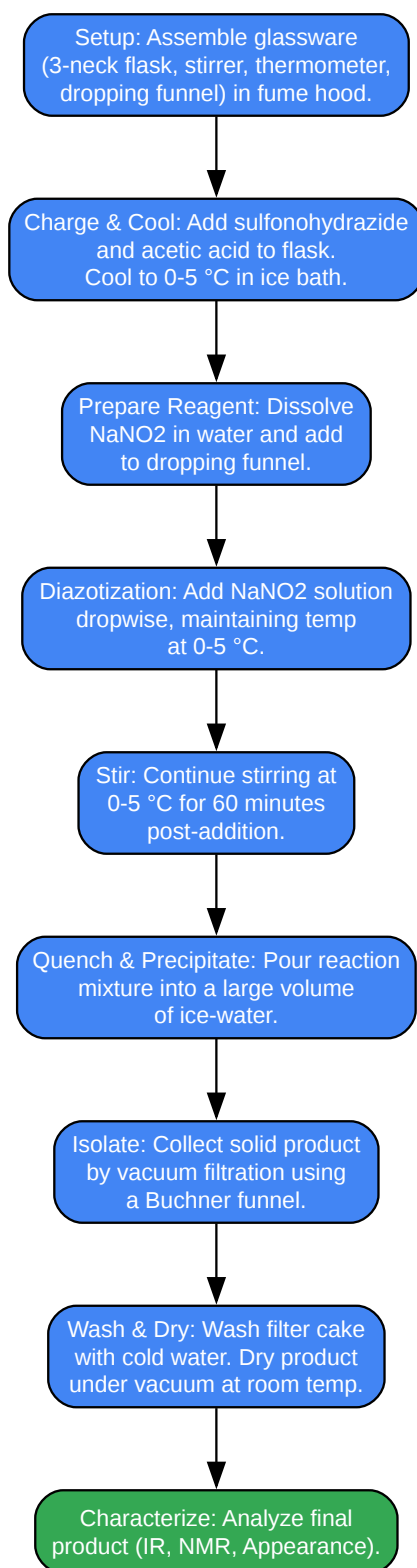 Setup: Assemble glassware
(3-neck flask, stirrer, thermometer,
dropping funnel) in fume hood.
Charge & Cool: Add sulfonohydrazide
and acetic acid to flask.
Cool to 0-5 °C in ice bath.
Prepare Reagent: Dissolve
NaNO2 in water and add
to dropping funnel.
Diazotization: Add NaNO2 solution
dropwise, maintaining temp
at 0-5 °C.
Stir: Continue stirring at
0-5 °C for 60 minutes
post-addition.
Quench & Precipitate: Pour reaction
mixture into a large volume
of ice-water.
Isolate: Collect solid product
by vacuum filtration using
a Buchner funnel.
Wash & Dry: Wash filter cake
with cold water. Dry product
under vacuum at room temp.
Characterize: Analyze final
product (IR, NMR, Appearance).